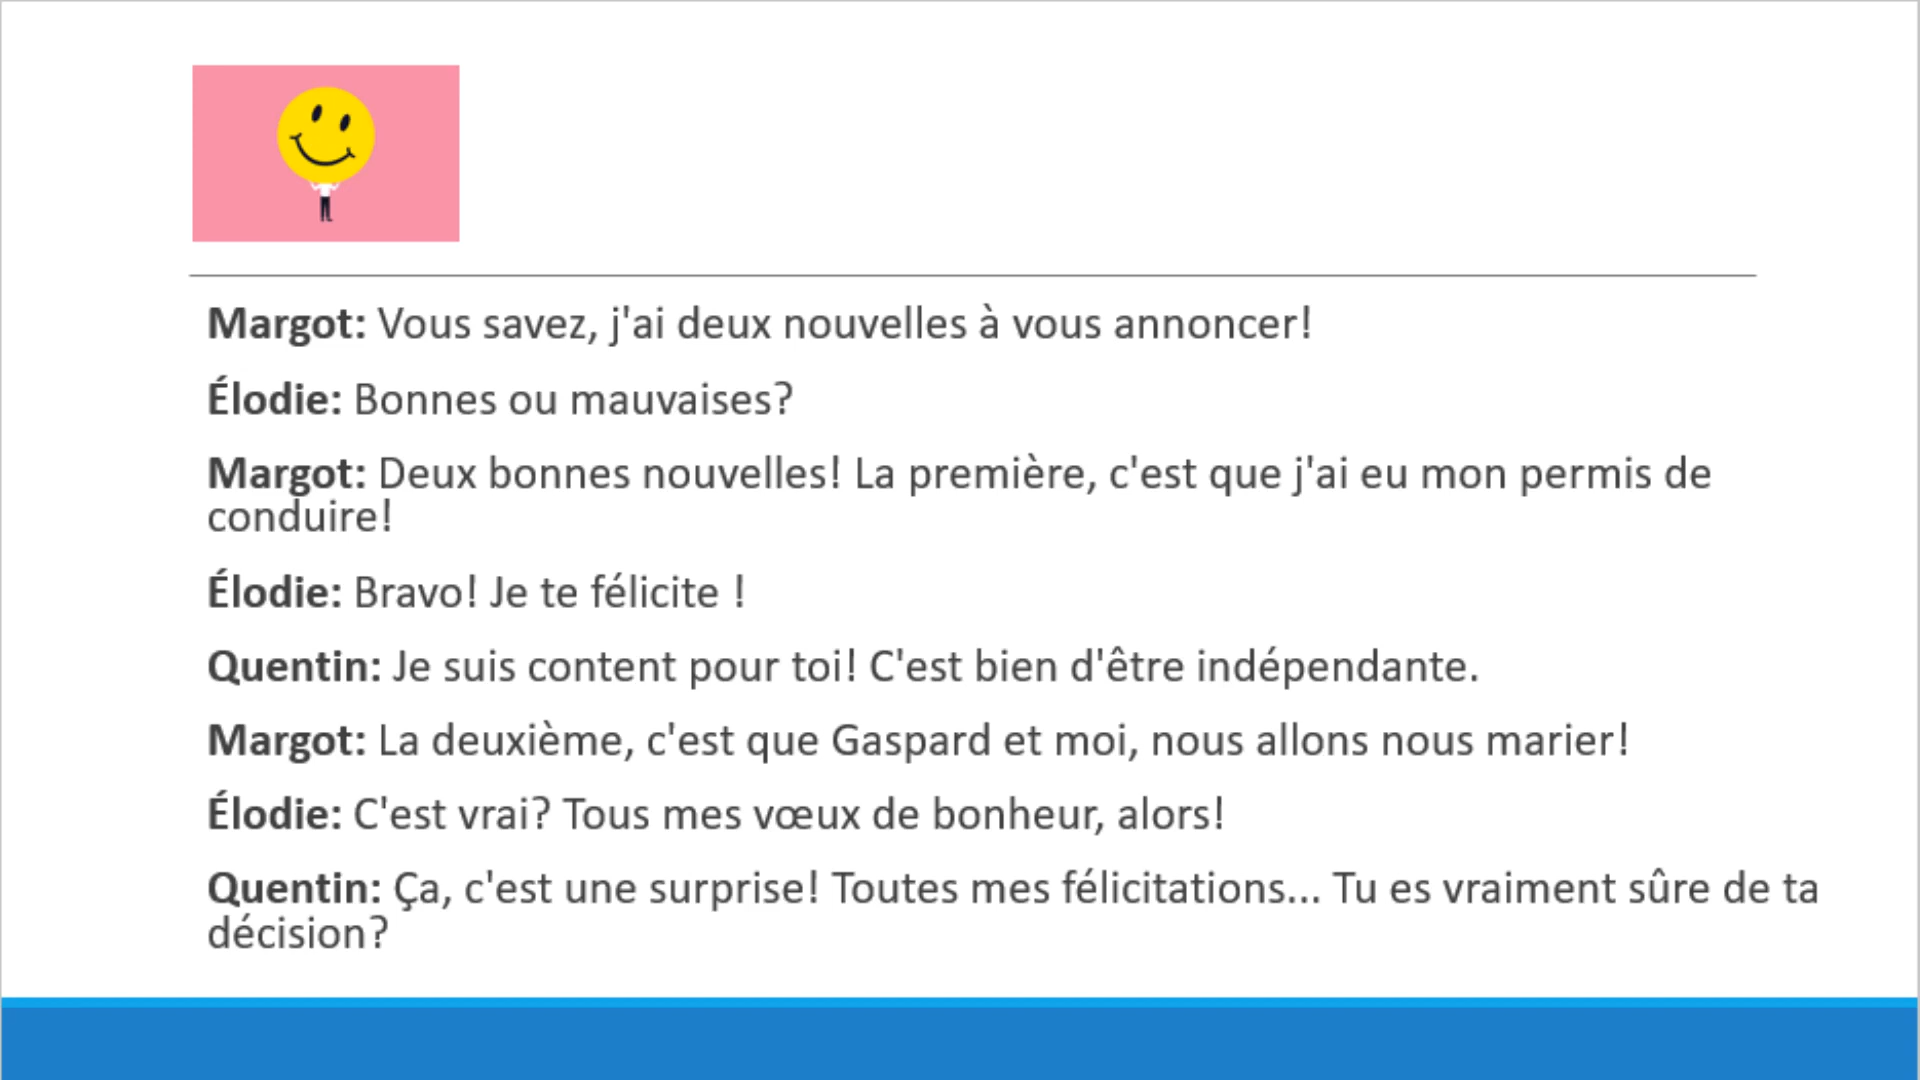 Margot: Vous savez, j'ai deux nouvelles à vous annoncer!
Élodie: Bonnes ou mauvaises?
Margot: Deux bonnes nouvelles! La première, c'est que j'ai eu mon permis de
conduire!
Élodie: Bravo! Je te félicite !
Quentin: Je suis content pour toi! C'est bien d'être indépendante.
Margot: La deuxième, c'est que Gaspard et moi, nous allons nous marier!
Élodie: C'est vrai? Tous mes vœux de bonheur, alors!
Quentin: Ça, c'est une surprise! Toutes mes félicitations... Tu es vraiment sûre de ta
décision?